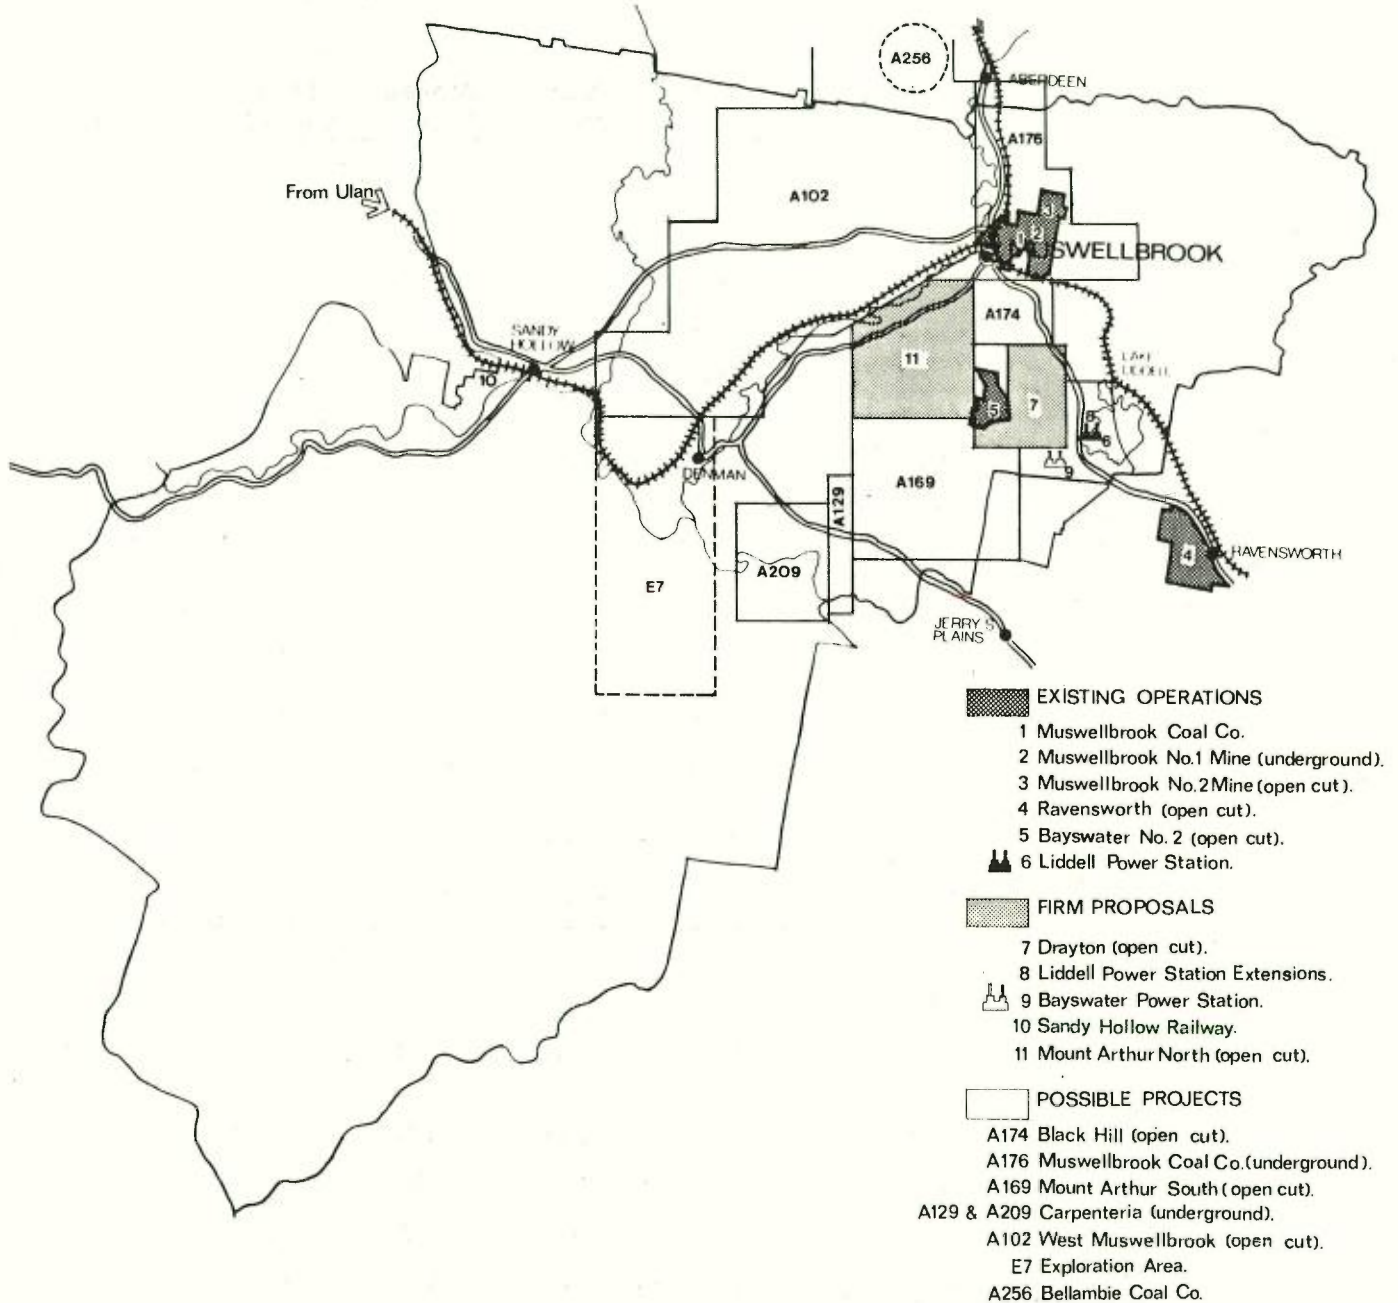 A256
ABERDEEN
A176
From Ulan
A102
3
1 2
MUSWELLBROOK
SANDY
HOLLOW
A174
11
LAKE
LIDDELL
10
5
7
8
6
9
DENMAN
A169
A129
4
RAVENSWORTH
A209
E7
JERRY'S
PLAINS
EXISTING OPERATIONS
1 Muswellbrook Coal Co.
2 Muswellbrook No.1 Mine (underground).
3 Muswellbrook No.2 Mine (open cut).
4 Ravensworth (open cut).
5 Bayswater No. 2 (open cut).
6 Liddell Power Station.
FIRM PROPOSALS
7 Drayton (open cut).
8 Liddell Power Station Extensions.
9 Bayswater Power Station.
10 Sandy Hollow Railway.
11 Mount Arthur North (open cut).
POSSIBLE PROJECTS
A174 Black Hill (open cut).
A176 Muswellbrook Coal Co. (underground).
A169 Mount Arthur South (open cut).
A129 & A209 Carpenteria (underground).
A102 West Muswellbrook (open cut).
E7 Exploration Area.
A256 Bellambie Coal Co.